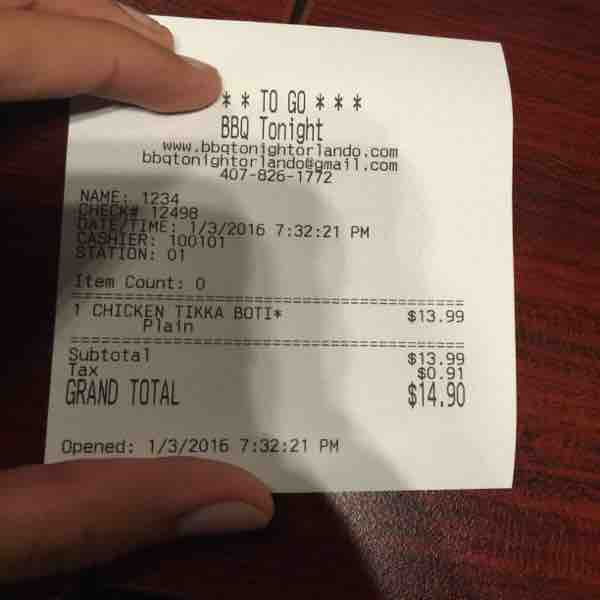 * * TO GO * * *
BBQ Tonight
www.bbqtonightorlando.com
bbqtonightorlando@gmail.com
407-826-1772
NAME: 1234
CHECK# 12498
DATE/TIME: 1/3/2016 7:32:21 PM
CASHIER: 100101
STATION: 01
Item Count: 0
1 CHICKEN TIKKA BOTI* $13.99
Plain
Subtotal $13.99
Tax $0.91
GRAND TOTAL $14.90
Opened: 1/3/2016 7:32:21 PM